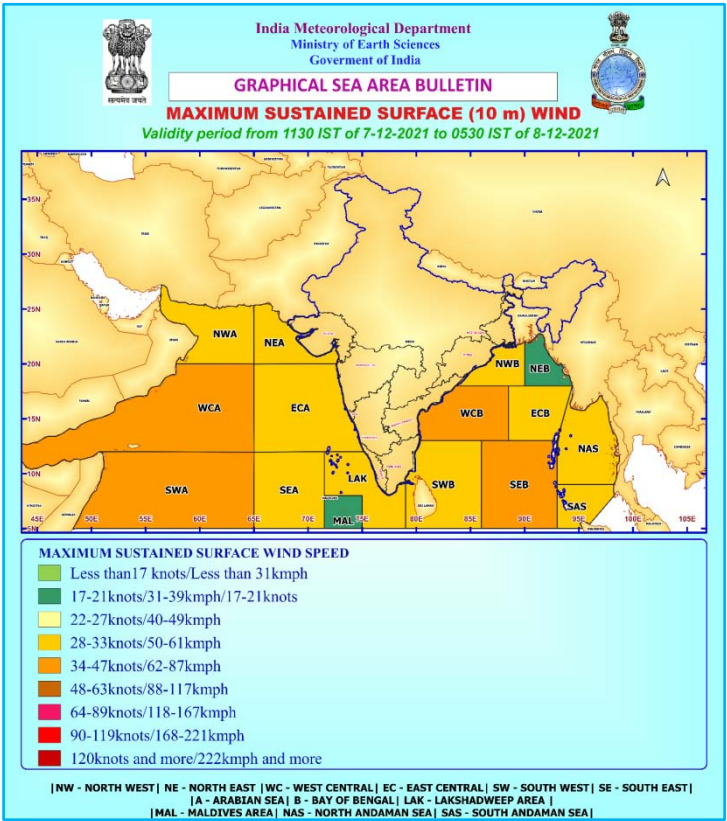 India Meteorological Department
Ministry of Earth Sciences
Goverment of India
सत्यमेव जयते
GRAPHICAL SEA AREA BULLETIN
MAXIMUM SUSTAINED SURFACE (10 m) WIND
Validity period from 1130 IST of 7-12-2021 to 0530 IST of 8-12-2021
35N
30N
25N
20N
15N
10N
5N
NWA
NEA
WCA
ECA
SWA
SEA
LAK
MAL
NWB
NEB
WCB
ECB
SWB
SEB
NAS
SAS
45E
50E
55E
60E
65E
70E
75E
80E
85E
90E
95E
100E
105E
MAXIMUM SUSTAINED SURFACE WIND SPEED
Less than17 knots/Less than 31kmph
17-21knots/31-39kmph/17-21knots
22-27knots/40-49kmph
28-33knots/50-61kmph
34-47knots/62-87kmph
48-63knots/88-117kmph
64-89knots/118-167kmph
90-119knots/168-221kmph
120knots and more/222kmph and more
|NW - NORTH WEST| NE - NORTH EAST |WC - WEST CENTRAL| EC - EAST CENTRAL| SW - SOUTH WEST| SE - SOUTH EAST|
|A - ARABIAN SEA| B - BAY OF BENGAL| LAK - LAKSHADWEEP AREA |
|MAL - MALDIVES AREA| NAS - NORTH ANDAMAN SEA| SAS - SOUTH ANDAMAN SEA|